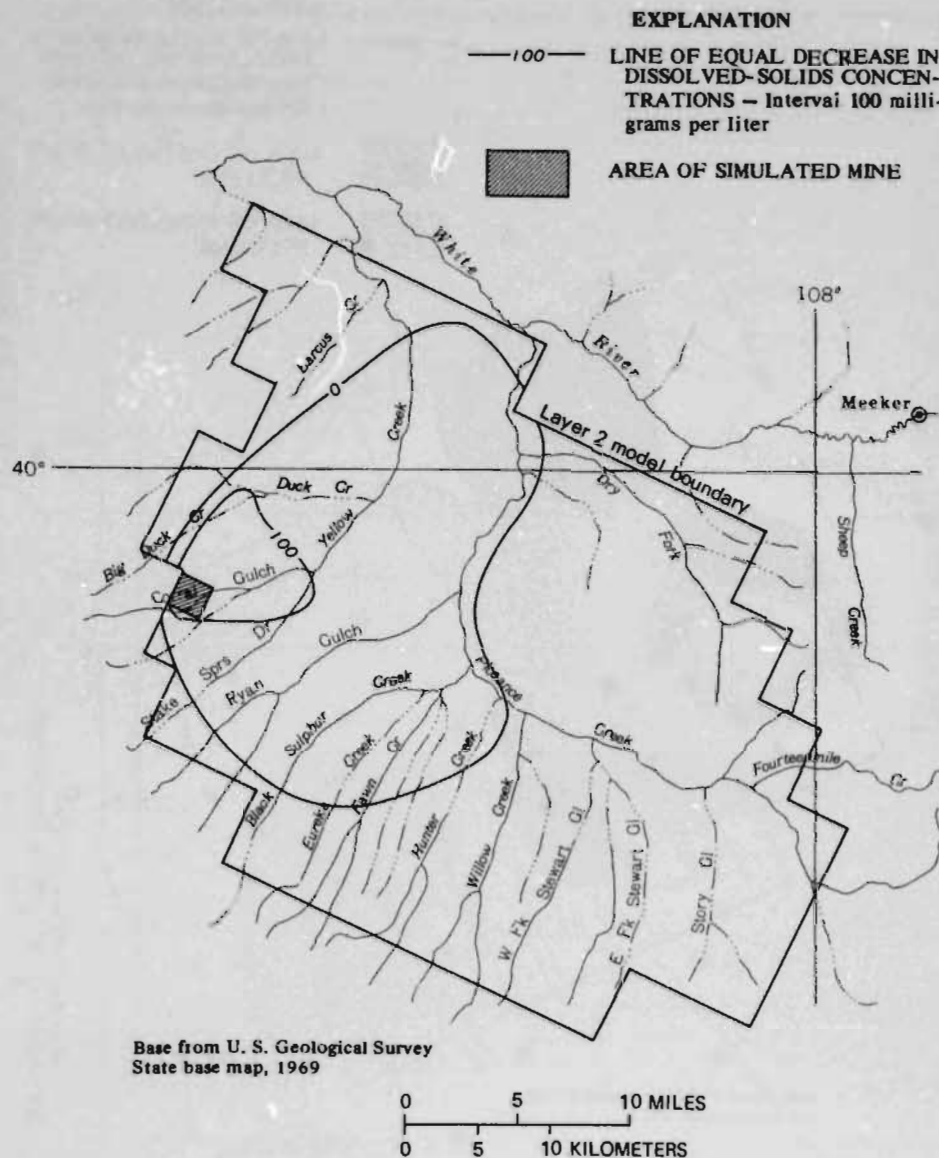 EXPLANATION
100
LINE OF EQUAL DECREASE IN
DISSOLVED-SOLIDS CONCEN-
TRATIONS – Interval 100 milli-
grams per liter
AREA OF SIMULATED MINE
White
River
108°
Meeker
Barcus
Cr
0
Creek
Layer 2 model boundary
40°
Duck Cr
Dry
Fork
Sheep
Creek
Big Duck Cr
100
Yellow
Corral Gulch
Stake Sprs Dr
Ryan Gulch
Piceance
Creek
Sulphur Creek
Black
Eureka Creek
Fawn Gl
Hunter Creek
Willow Creek
W Fk Stewart Gl
E Fk Stewart Gl
Story Gl
Fourteenmile Cr
Base from U. S. Geological Survey
State base map, 1969
0 5 10 MILES
0 5 10 KILOMETERS